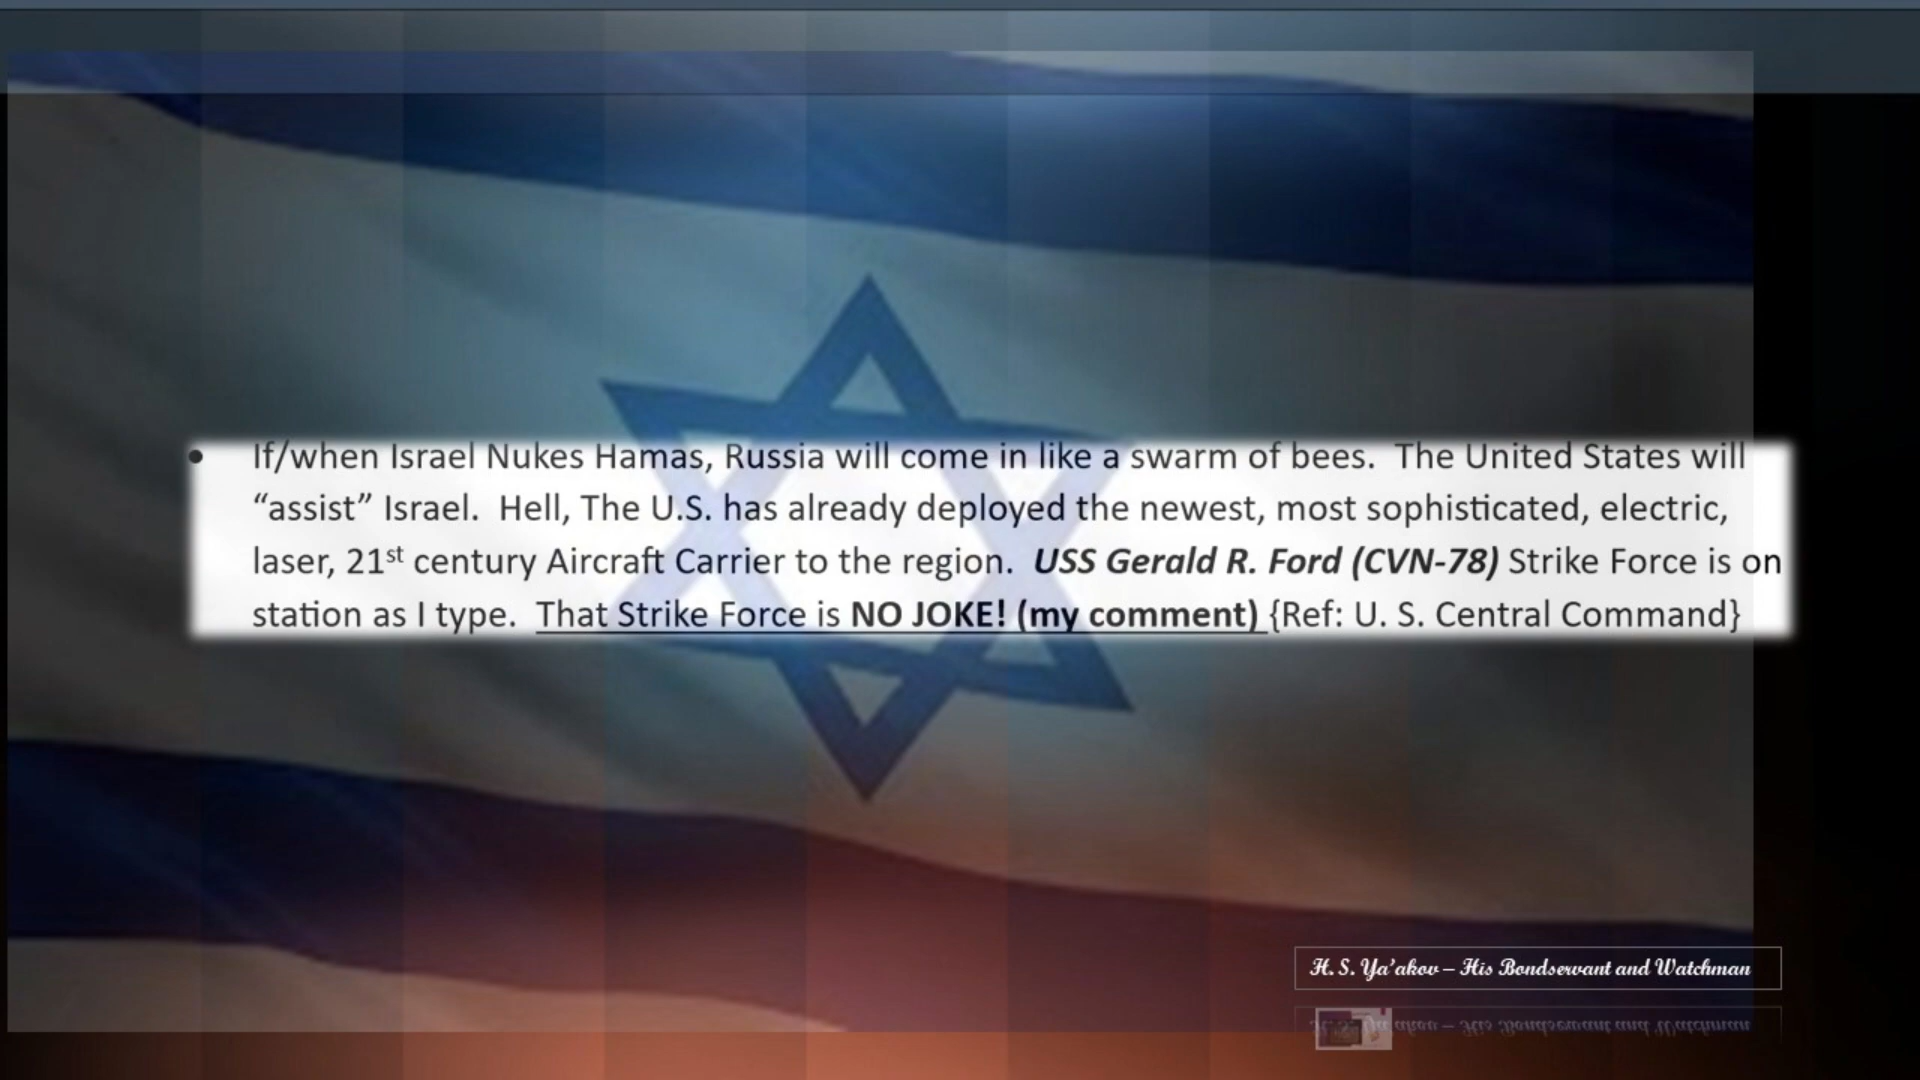 • If/when Israel Nukes Hamas, Russia will come in like a swarm of bees.  The United States will
“assist” Israel.  Hell, The U.S. has already deployed the newest, most sophisticated, electric,
laser, 21st century Aircraft Carrier to the region.  USS Gerald R. Ford (CVN-78) Strike Force is on
station as I type.  That Strike Force is NO JOKE! (my comment) {Ref: U. S. Central Command}
H. S. Ya’akov – His Bondservant and Watchman